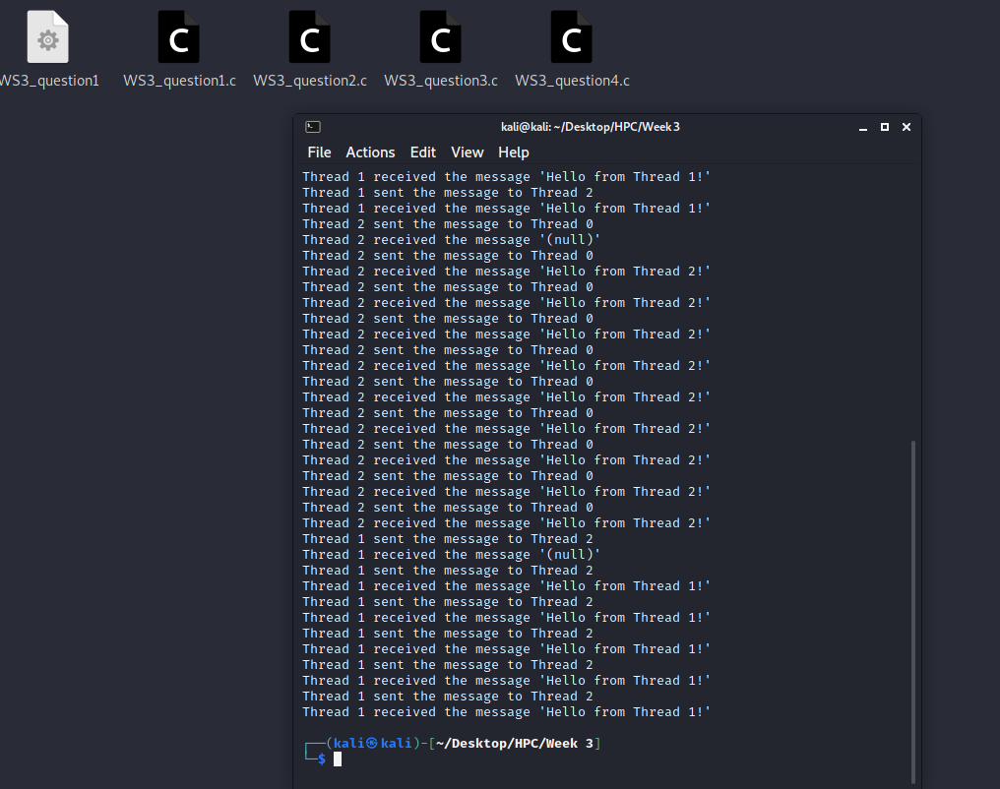 WS3_question1
WS3_question1.c
WS3_question2.c
WS3_question3.c
WS3_question4.c
kali@kali: ~/Desktop/HPC/Week 3
File Actions Edit View Help
Thread 1 received the message 'Hello from Thread 1!'
Thread 1 sent the message to Thread 2
Thread 1 received the message 'Hello from Thread 1!'
Thread 2 sent the message to Thread 0
Thread 2 received the message '(null)'
Thread 2 sent the message to Thread 0
Thread 2 received the message 'Hello from Thread 2!'
Thread 2 sent the message to Thread 0
Thread 2 received the message 'Hello from Thread 2!'
Thread 2 sent the message to Thread 0
Thread 2 received the message 'Hello from Thread 2!'
Thread 2 sent the message to Thread 0
Thread 2 received the message 'Hello from Thread 2!'
Thread 2 sent the message to Thread 0
Thread 2 received the message 'Hello from Thread 2!'
Thread 2 sent the message to Thread 0
Thread 2 received the message 'Hello from Thread 2!'
Thread 2 sent the message to Thread 0
Thread 2 received the message 'Hello from Thread 2!'
Thread 2 sent the message to Thread 0
Thread 2 received the message 'Hello from Thread 2!'
Thread 2 sent the message to Thread 0
Thread 2 received the message 'Hello from Thread 2!'
Thread 1 sent the message to Thread 2
Thread 1 received the message '(null)'
Thread 1 sent the message to Thread 2
Thread 1 received the message 'Hello from Thread 1!'
Thread 1 sent the message to Thread 2
Thread 1 received the message 'Hello from Thread 1!'
Thread 1 sent the message to Thread 2
Thread 1 received the message 'Hello from Thread 1!'
Thread 1 sent the message to Thread 2
Thread 1 received the message 'Hello from Thread 1!'
Thread 1 sent the message to Thread 2
Thread 1 received the message 'Hello from Thread 1!'
┌──(kali㉿kali)-[~/Desktop/HPC/Week 3]
└─$